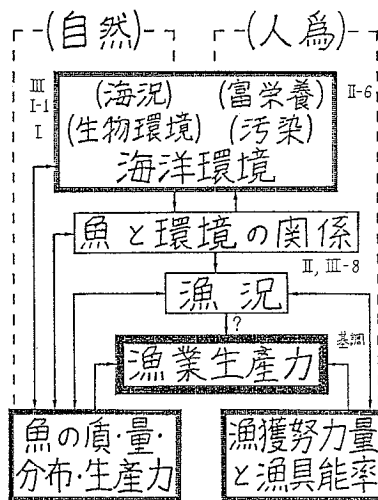 (自然) (人為)
III
I-1
I
(海況) (富栄養)
II-6
(生物環境) (汚染)
海洋環境
魚と環境の関係
II, III-8
漁況
?
基調
漁業生産力
魚の質・量・
分布・生産力
漁獲努力量
と漁具能率